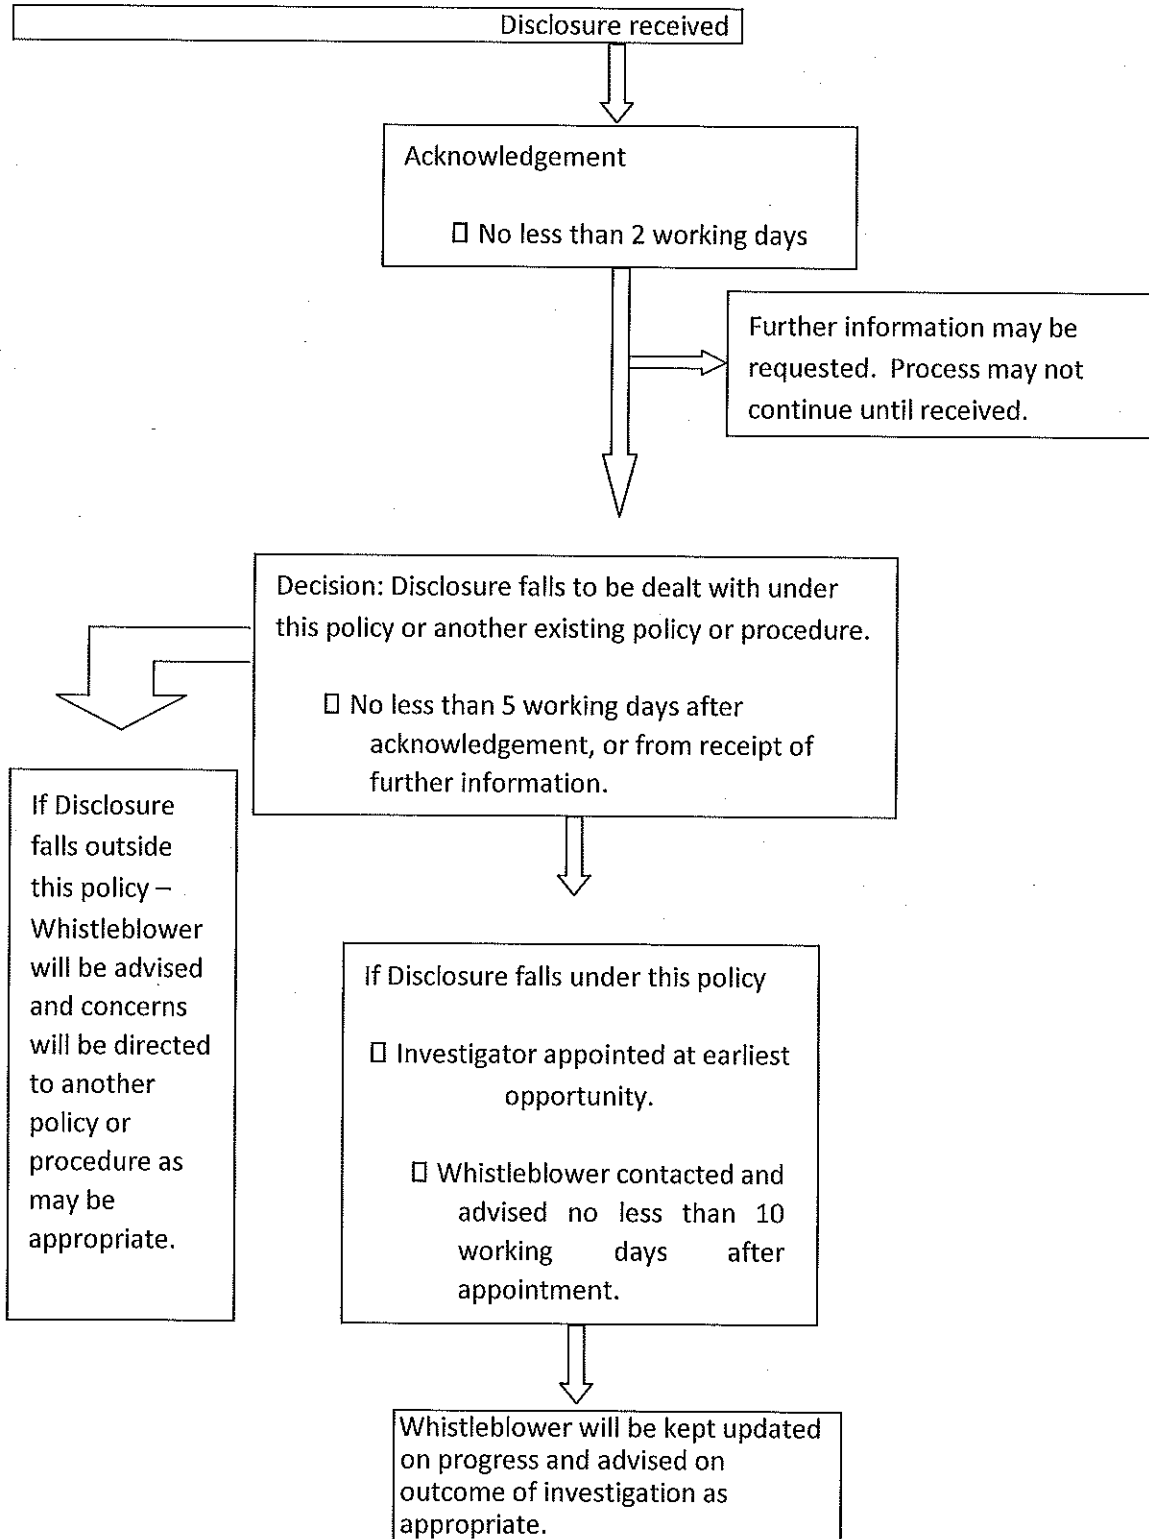 Disclosure received
Acknowledgement
▯ No less than 2 working days
Further information may be
requested. Process may not
continue until received.
Decision: Disclosure falls to be dealt with under
this policy or another existing policy or procedure.
▯ No less than 5 working days after
acknowledgement, or from receipt of
further information.
If Disclosure
falls outside
this policy –
Whistleblower
will be advised
and concerns
will be directed
to another
policy or
procedure as
may be
appropriate.
If Disclosure falls under this policy
▯ Investigator appointed at earliest
opportunity.
▯ Whistleblower contacted and
advised no less than 10
working days after
appointment.
Whistleblower will be kept updated
on progress and advised on
outcome of investigation as
appropriate.